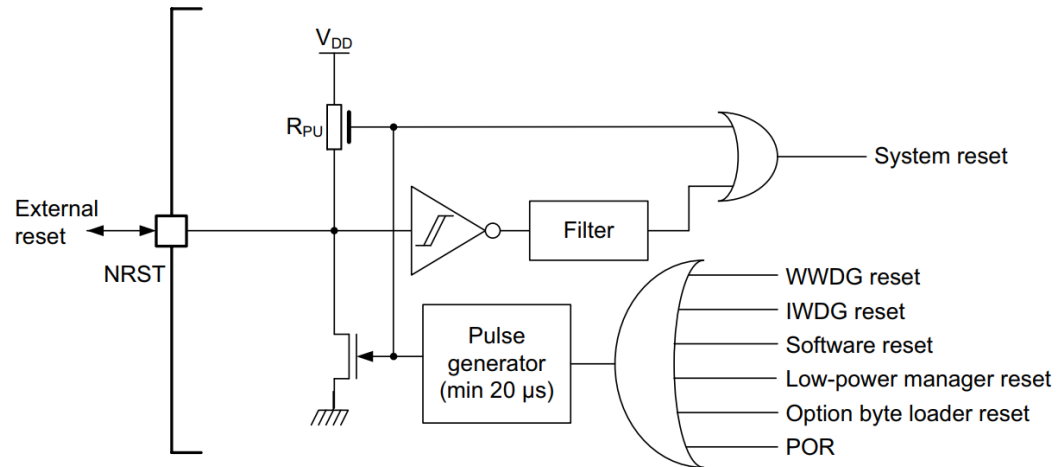 VDD
RPU
System reset
External
reset
Filter
NRST
WWDG reset
IWDG reset
Pulse
generator
(min 20 µs)
Software reset
Low-power manager reset
Option byte loader reset
POR